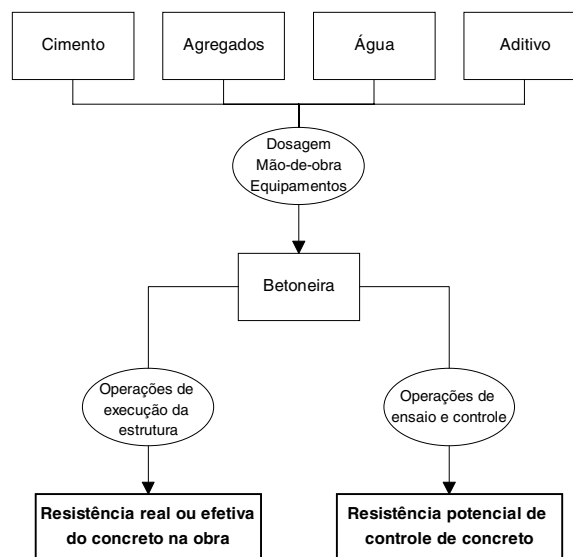 Cimento
Agregados
Água
Aditivo
Dosagem
Mão-de-obra
Equipamentos
Betoneira
Operações de
execução da
estrutura
Operações de
ensaio e controle
Resistência real ou efetiva
do concreto na obra
Resistência potencial de
controle de concreto